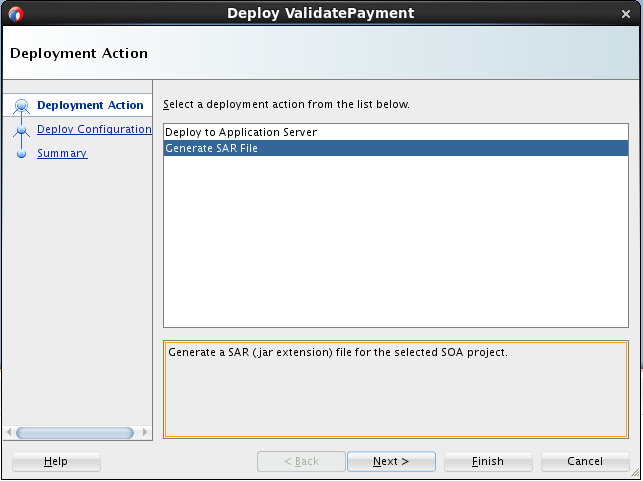 Deploy ValidatePayment
Deployment Action
Deployment Action
Deploy Configuration
Summary
Select a deployment action from the list below.
Deploy to Application Server
Generate SAR File
Generate a SAR (.jar extension) file for the selected SOA project.
Help
< Back
Next >
Finish
Cancel